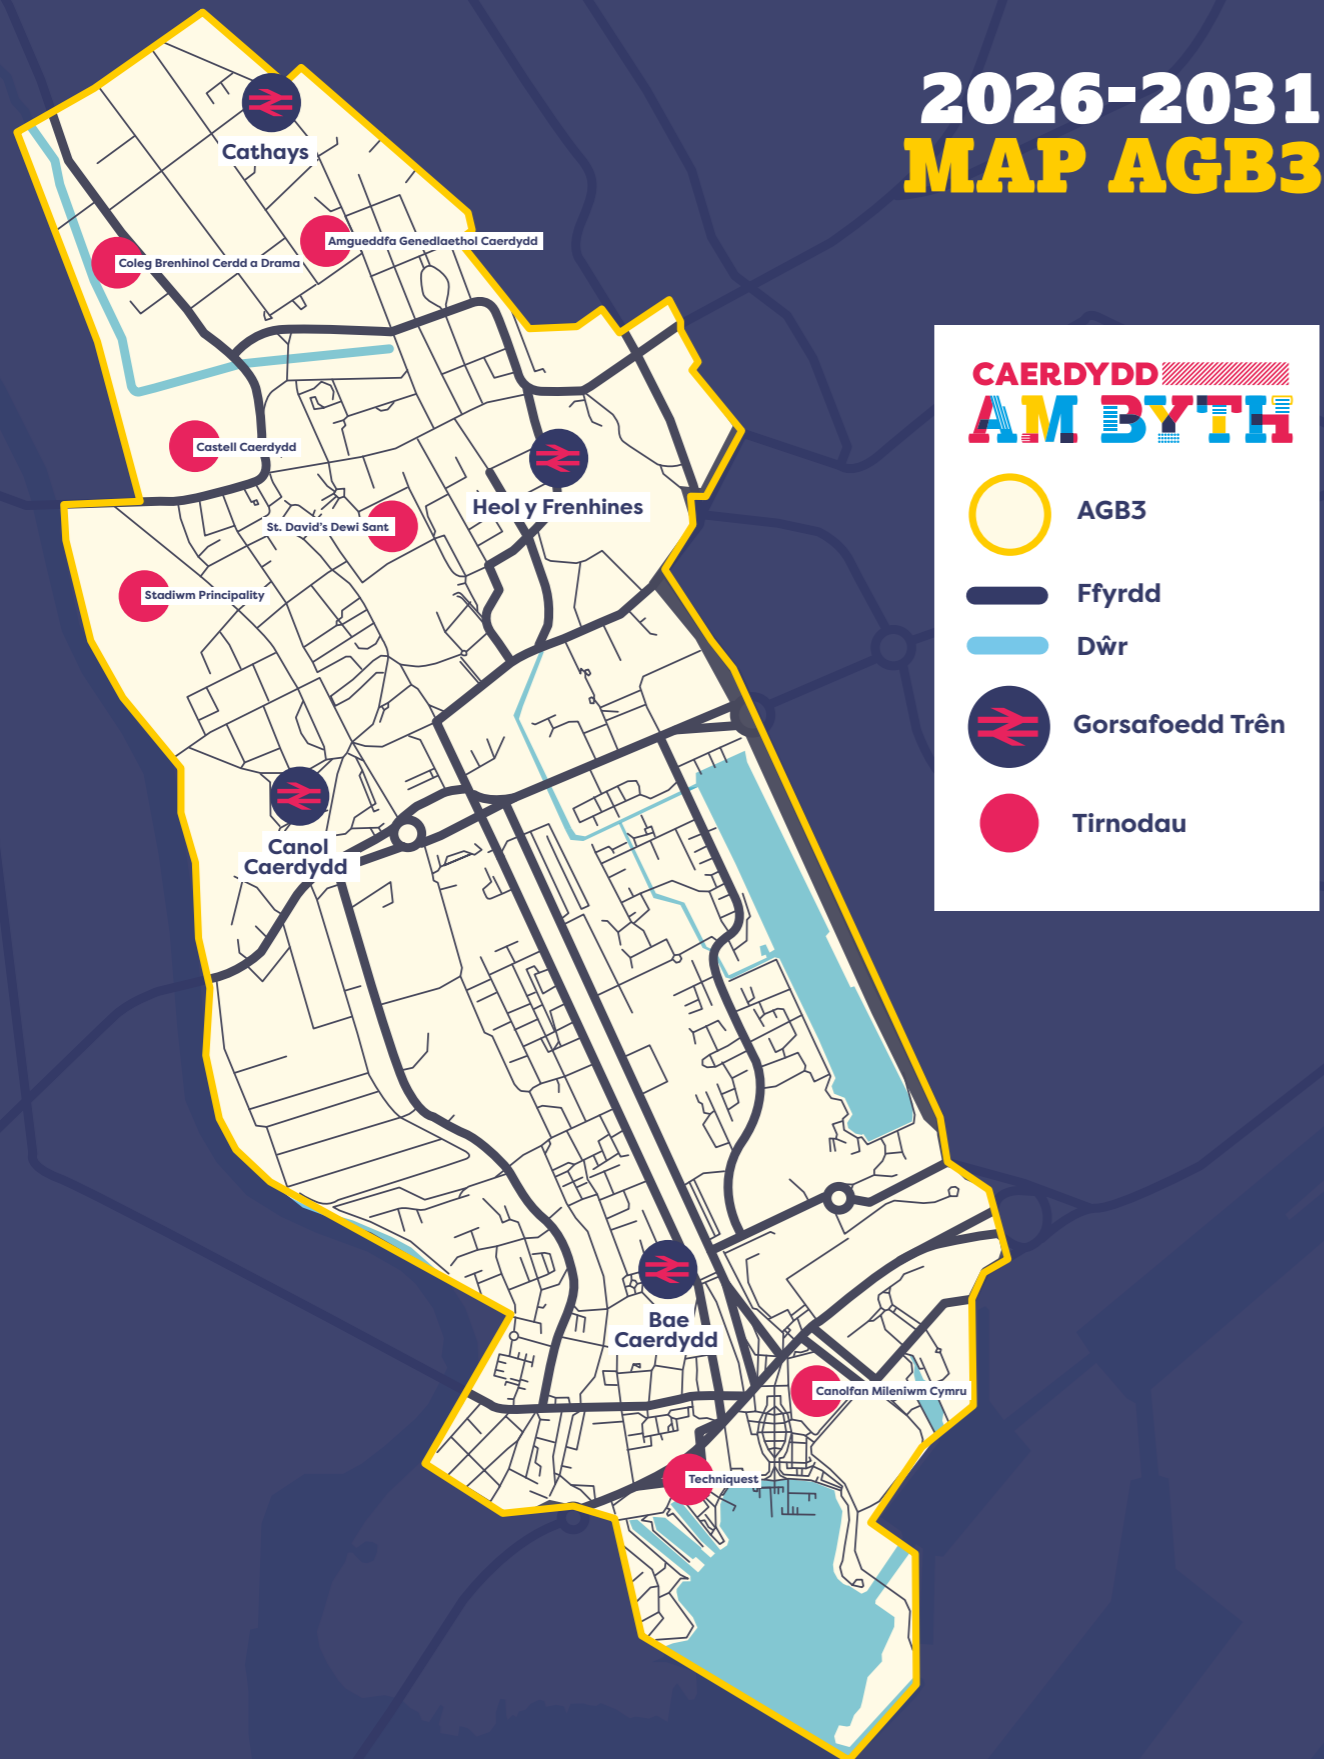 2026-2031
MAP AGB3
Cathays
Amgueddfa Genedlaethol Caerdydd
Coleg Brenhinol Cerdd a Drama
CAERDYDD
AM BYTH
Castell Caerdydd
Heol y Frenhines
AGB3
St. David's Dewi Sant
Stadiwm Principality
Ffyrdd
Dŵr
Gorsafoedd Trên
Tirnodau
Canol
Caerdydd
Bae
Caerdydd
Canolfan Mileniwm Cymru
Techniquest